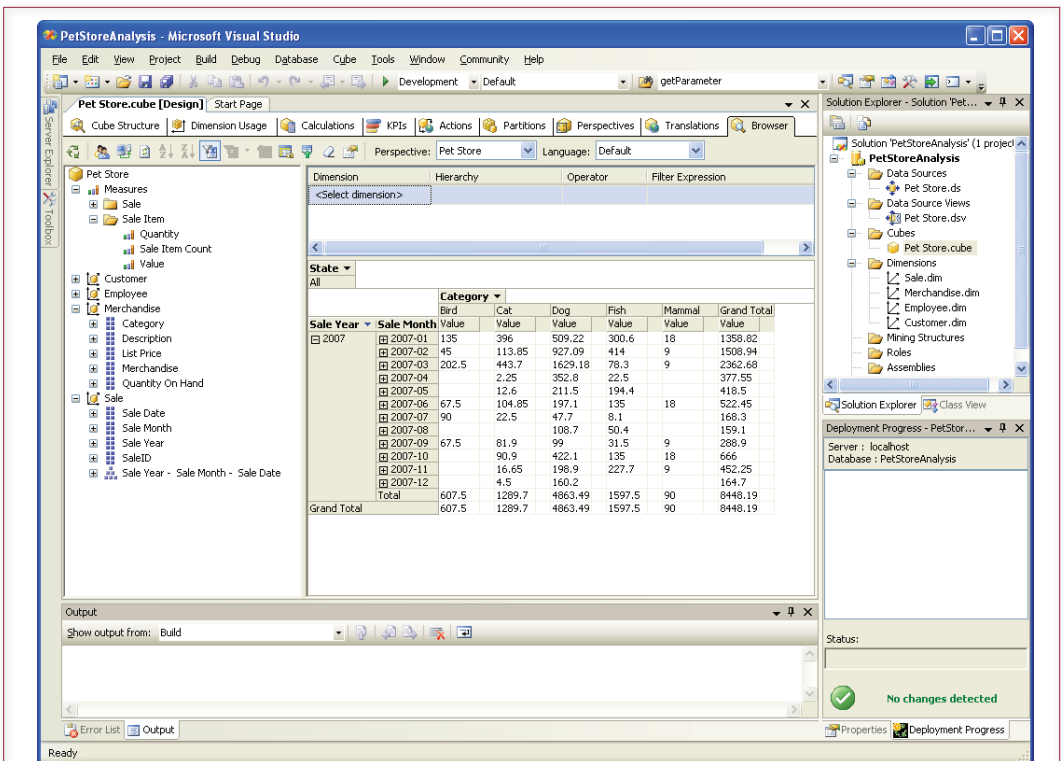 PetStoreAnalysis - Microsoft Visual Studio
File Edit View Project Build Debug Database Cube Tools Window Community Help
Development Default getParameter
Server Explorer
Toolbox
Pet Store.cube [Design] Start Page
Cube Structure Dimension Usage Calculations KPIs Actions Partitions Perspectives Translations Browser
Perspective: Pet Store Language: Default
Pet Store
Measures
Sale
Sale Item
Quantity
Sale Item Count
Value
Customer
Employee
Merchandise
Category
Description
List Price
Merchandise
Quantity On Hand
Sale
Sale Date
Sale Month
Sale Year
SaleID
Sale Year - Sale Month - Sale Date
Dimension Hierarchy Operator Filter Expression
<Select dimension>
State
All
Category
Bird Cat Dog Fish Mammal Grand Total
Sale Year Sale Month Value Value Value Value Value Value
2007 2007-01 135 396 509.22 300.6 18 1358.82
2007-02 45 113.85 927.09 414 9 1508.94
2007-03 202.5 443.7 1629.18 78.3 9 2362.68
2007-04 2.25 352.8 22.5 377.55
2007-05 12.6 211.5 194.4 418.5
2007-06 67.5 104.85 197.1 135 18 522.45
2007-07 90 22.5 47.7 8.1 168.3
2007-08 108.7 50.4 159.1
2007-09 67.5 81.9 99 31.5 9 288.9
2007-10 90.9 422.1 135 18 666
2007-11 16.65 198.9 227.7 9 452.25
2007-12 4.5 160.2 164.7
Total 607.5 1289.7 4863.49 1597.5 90 8448.19
Grand Total 607.5 1289.7 4863.49 1597.5 90 8448.19
Solution Explorer - Solution 'Pet...
Solution 'PetStoreAnalysis' (1 project
PetStoreAnalysis
Data Sources
Pet Store.ds
Data Source Views
Pet Store.dsv
Cubes
Pet Store.cube
Dimensions
Sale.dim
Merchandise.dim
Employee.dim
Customer.dim
Mining Structures
Roles
Assemblies
Solution Explorer Class View
Deployment Progress - PetStor...
Server : localhost
Database : PetStoreAnalysis
Status:
No changes detected
Properties Deployment Progress
Output
Show output from: Build
Error List Output
Ready